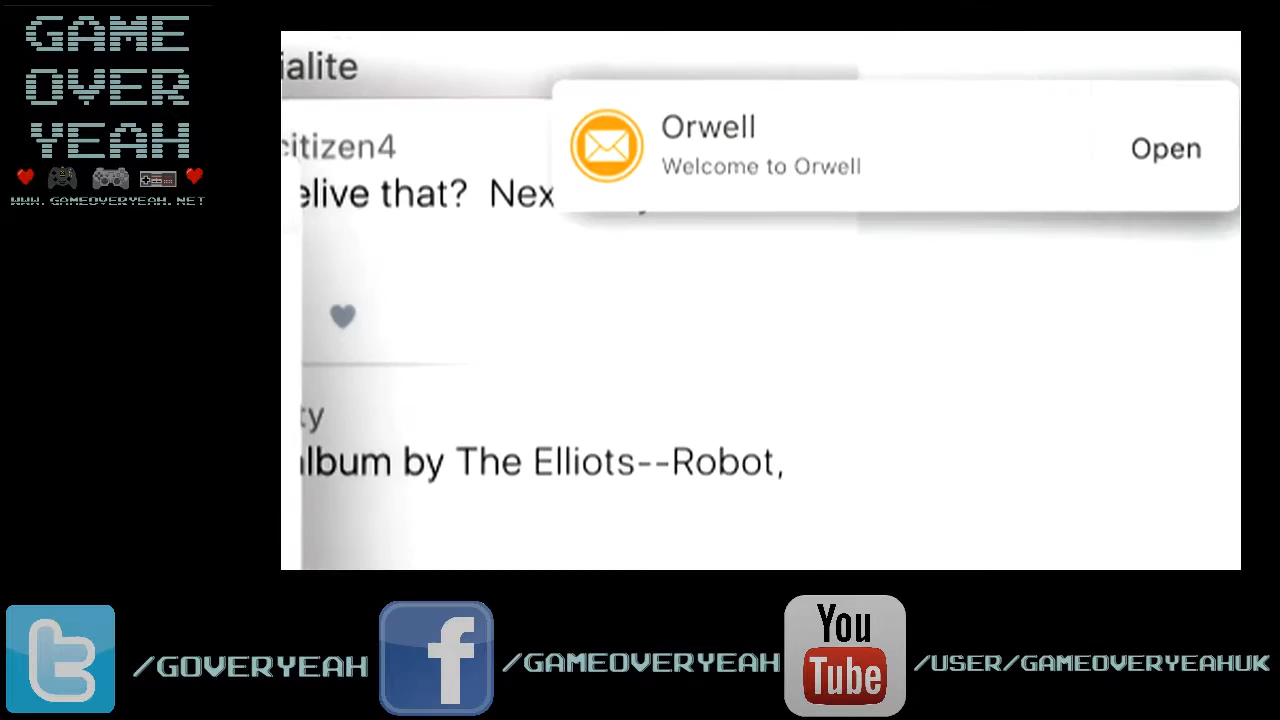 GAME
OVER
YEAH
WWW.GAMEOVERYEAH.NET
ialite
citizen4
elive that? Nex
Orwell
Welcome to Orwell
Open
ty
album by The Elliots--Robot,
/GOVERYEAH
/GAMEOVERYEAH
You
Tube
/USER/GAMEOVERYEAHUK